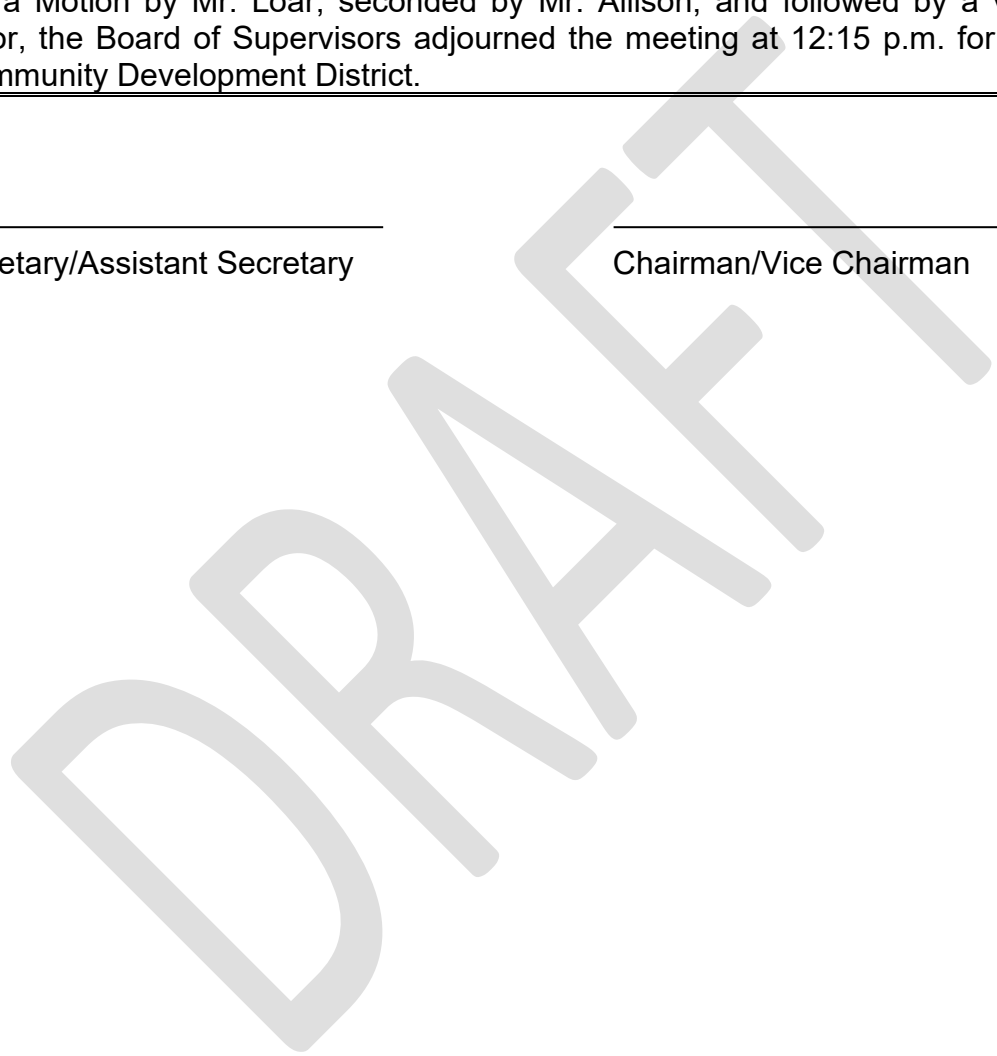 a Motion by Mr. Loar, seconded by Mr. Allison, and followed by a
or, the Board of Supervisors adjourned the meeting at 12:15 p.m. for
mmunity Development District.
etary/Assistant Secretary Chairman/Vice Chairman
DRAFT